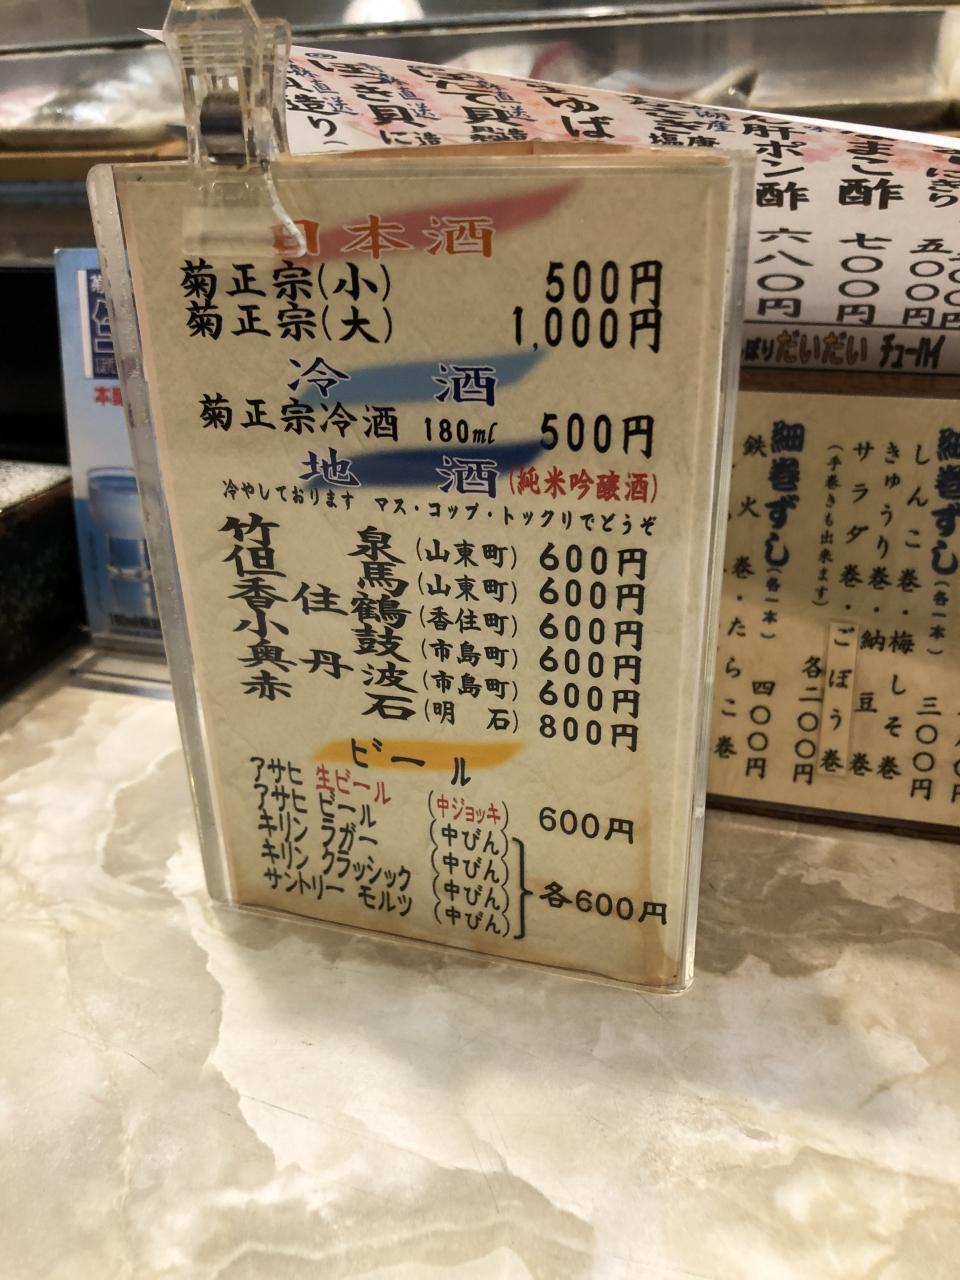 日本酒
菊正宗(小) 500円
菊正宗(大) 1,000円
冷酒
菊正宗冷酒 180ml 500円
地酒(純米吟醸酒)
冷やしております マス・コップ・トックリでどうぞ
竹泉(山東町) 600円
但馬(山東町) 600円
香住鶴(香住町) 600円
小鼓(市島町) 600円
奥丹波(市島町) 600円
赤石(明石) 800円
ビール
アサヒ 生ビール (中ジョッキ) 600円
アサヒ ビール (中びん)
キリン ラガー (中びん)
キリン クラッシック (中びん)
サントリー モルツ (中びん)
各600円
生ゆば
肝ポン酢 六八〇円
まこ酢 七〇〇円
にぎり
だいだい チューハイ
細巻ずし(各一本)
しんこ巻・梅しそ巻 三〇〇円
きゅうり巻・納豆巻
サラダ巻・ごぼう巻 各二〇〇円
(手巻きも出来ます)
細巻ずし(各一本)
鉄火巻・たらこ巻 四〇〇円